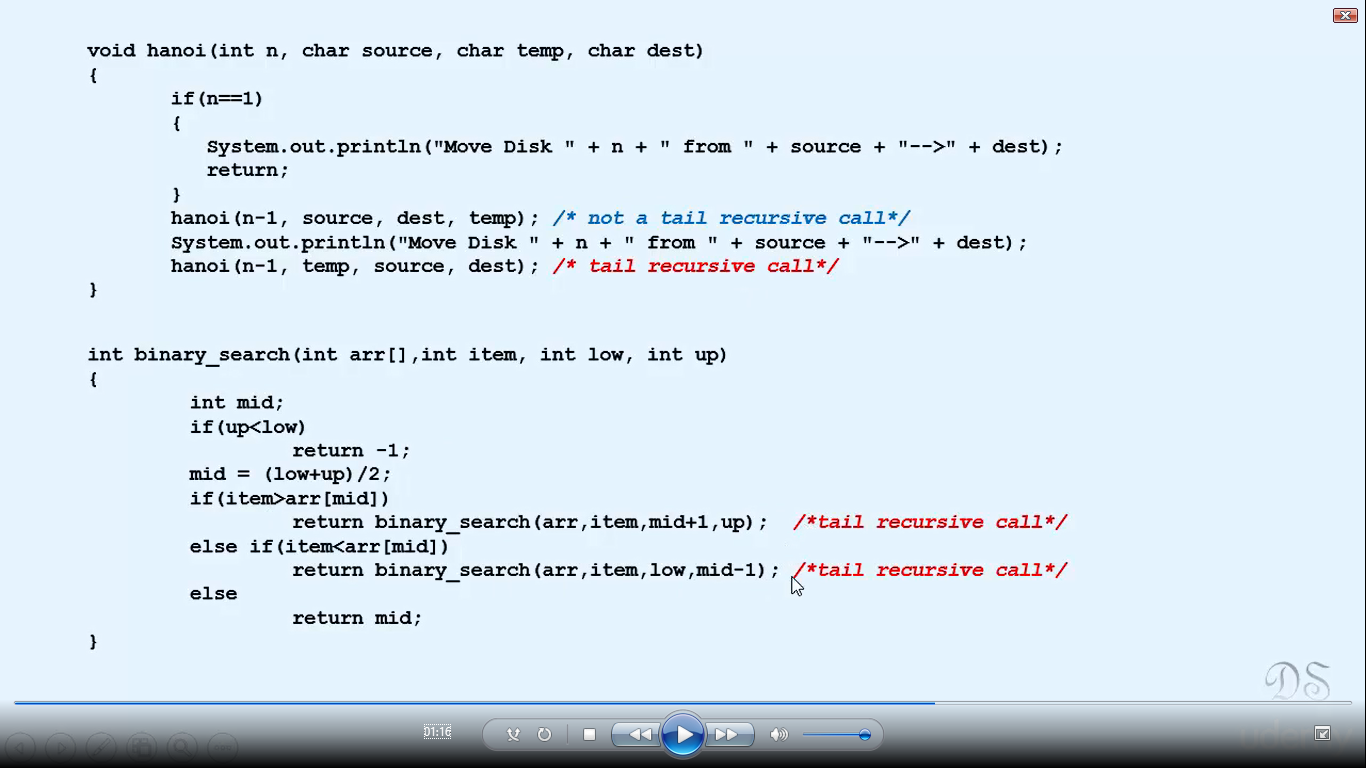 void hanoi(int n, char source, char temp, char dest)
{
if(n==1)
{
System.out.println("Move Disk " + n + " from " + source + "-->" + dest);
return;
}
hanoi(n-1, source, dest, temp); /* not a tail recursive call*/
System.out.println("Move Disk " + n + " from " + source + "-->" + dest);
hanoi(n-1, temp, source, dest); /* tail recursive call*/
}
int binary_search(int arr[],int item, int low, int up)
{
int mid;
if(up<low)
return -1;
mid = (low+up)/2;
if(item>arr[mid])
return binary_search(arr,item,mid+1,up); /*tail recursive call*/
else if(item<arr[mid])
return binary_search(arr,item,low,mid-1); /*tail recursive call*/
else
return mid;
}
DS
01:16